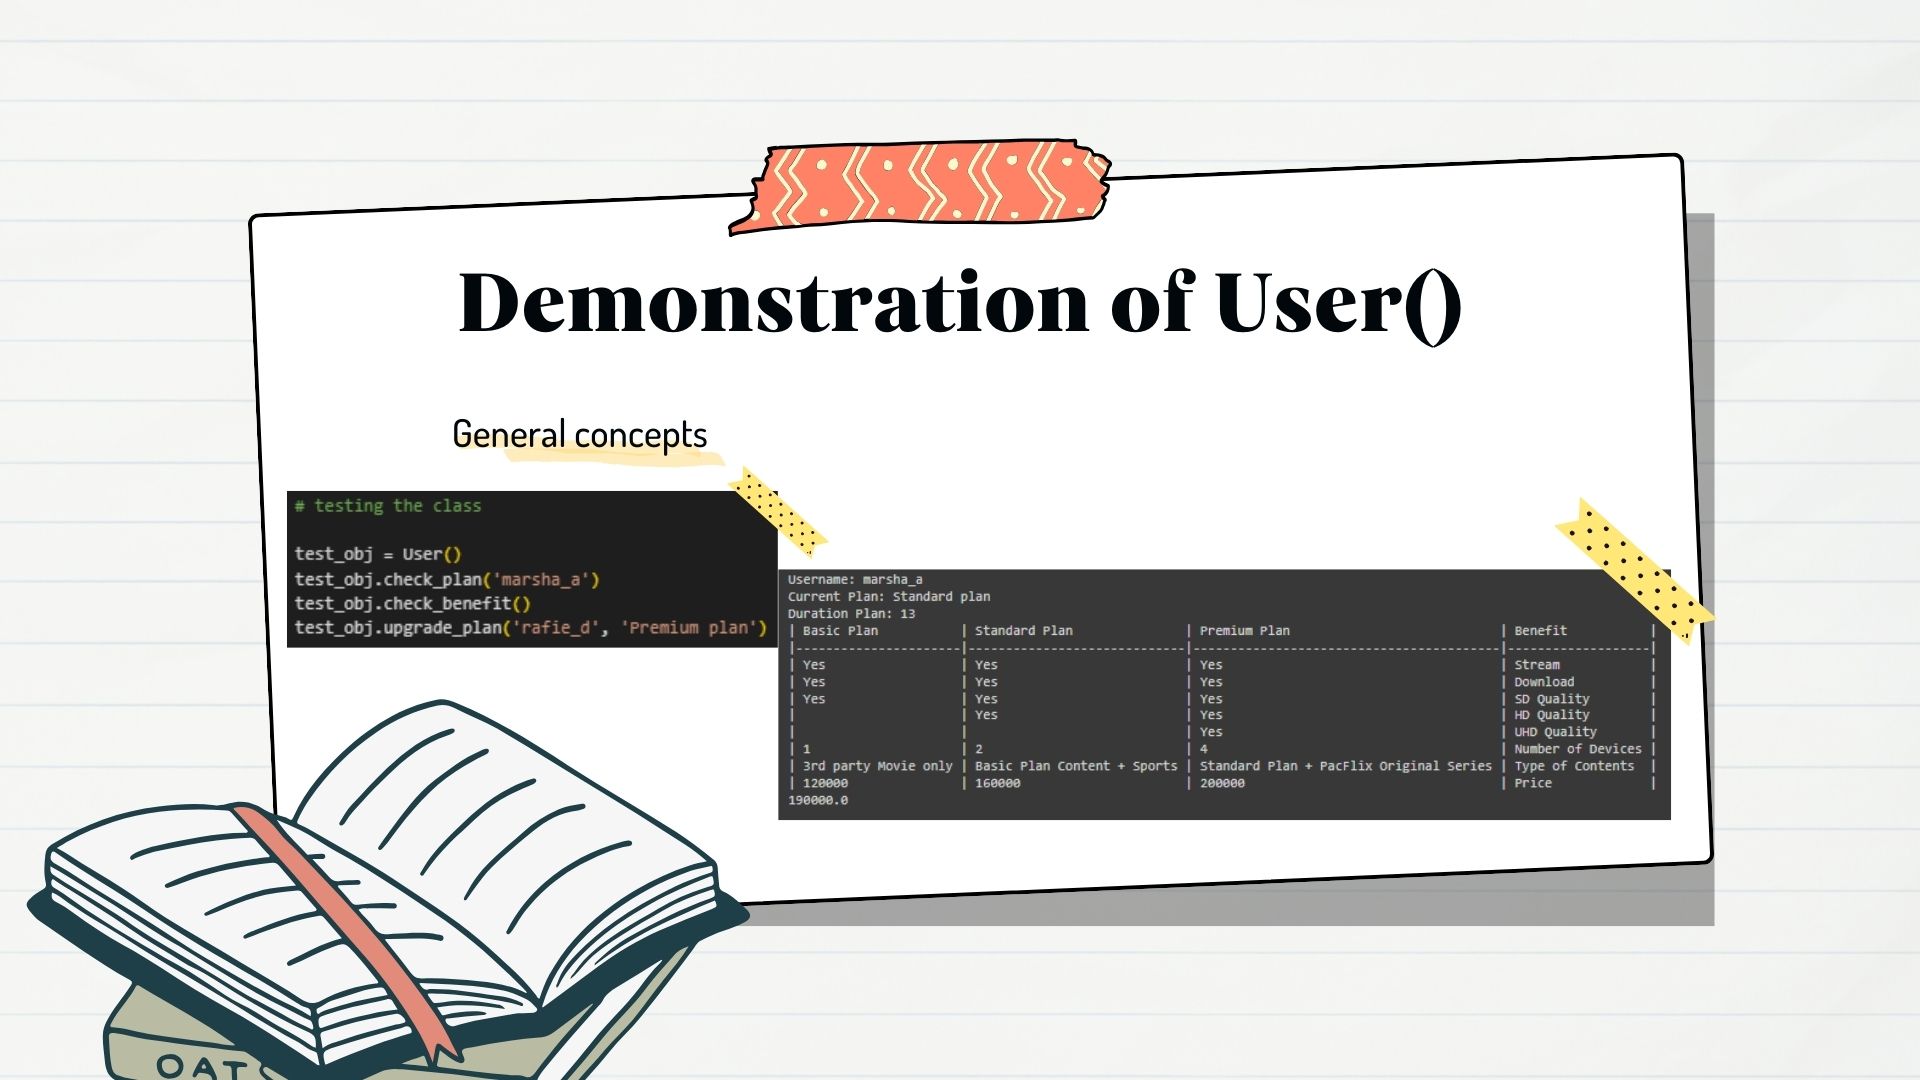 Demonstration of User()
General concepts
# testing the class
test_obj = User()
test_obj.check_plan('marsha_a')
test_obj.check_benefit()
test_obj.upgrade_plan('rafie_d', 'Premium plan')
Username: marsha_a
Current Plan: Standard plan
Duration Plan: 13
| Basic Plan | Standard Plan | Premium Plan | Benefit |
|---------------------|-----------------------------|-----------------------------------------|-------------------|
| Yes | Yes | Yes | Stream |
| Yes | Yes | Yes | Download |
| Yes | Yes | Yes | SD Quality |
| | Yes | Yes | HD Quality |
| | | Yes | UHD Quality |
| 1 | 2 | 4 | Number of Devices |
| 3rd party Movie only | Basic Plan Content + Sports | Standard Plan + PacFlix Original Series | Type of Contents |
| 120000 | 160000 | 200000 | Price |
190000.0
OAT